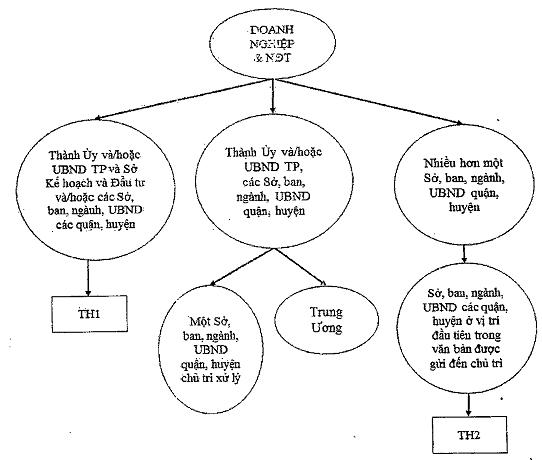 DOANH
NGHIỆP
& NĐT
Thành Ủy và/hoặc
UBND TP và Sở
Kế hoạch và Đầu tư
và/hoặc các Sở,
ban, ngành, UBND
các quận, huyện
Thành Ủy và/hoặc
UBND TP,
các Sở, ban,
ngành, UBND
quận, huyện
Nhiều hơn một
Sở, ban, ngành,
UBND quận,
huyện
TH1
Một Sở,
ban, ngành,
UBND
quận, huyện
chủ trì xử lý
Trung
Ương
Sở, ban, ngành,
UBND các quận,
huyện ở vị trí
đầu tiên trong
văn bản được
gửi đến chủ trì
TH2